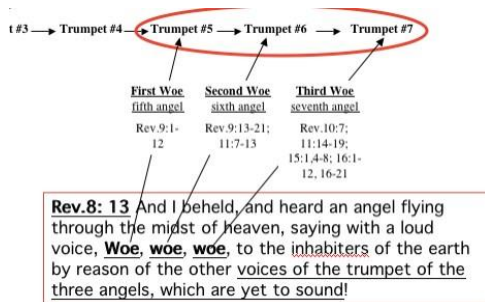 t #3 Trumpet #4 Trumpet #5 Trumpet #6 Trumpet #7
First Woe Second Woe Third Woe
fifth angel sixth angel seventh angel
Rev.9:1- Rev.9:13-21; Rev.10:7;
12 11:7-13 11:14-19;
15:1,4-8; 16:1-
12, 16-21
Rev.8: 13 And I beheld, and heard an angel flying
through the midst of heaven, saying with a loud
voice, Woe, woe, woe, to the inhabiters of the earth
by reason of the other voices of the trumpet of the
three angels, which are yet to sound!